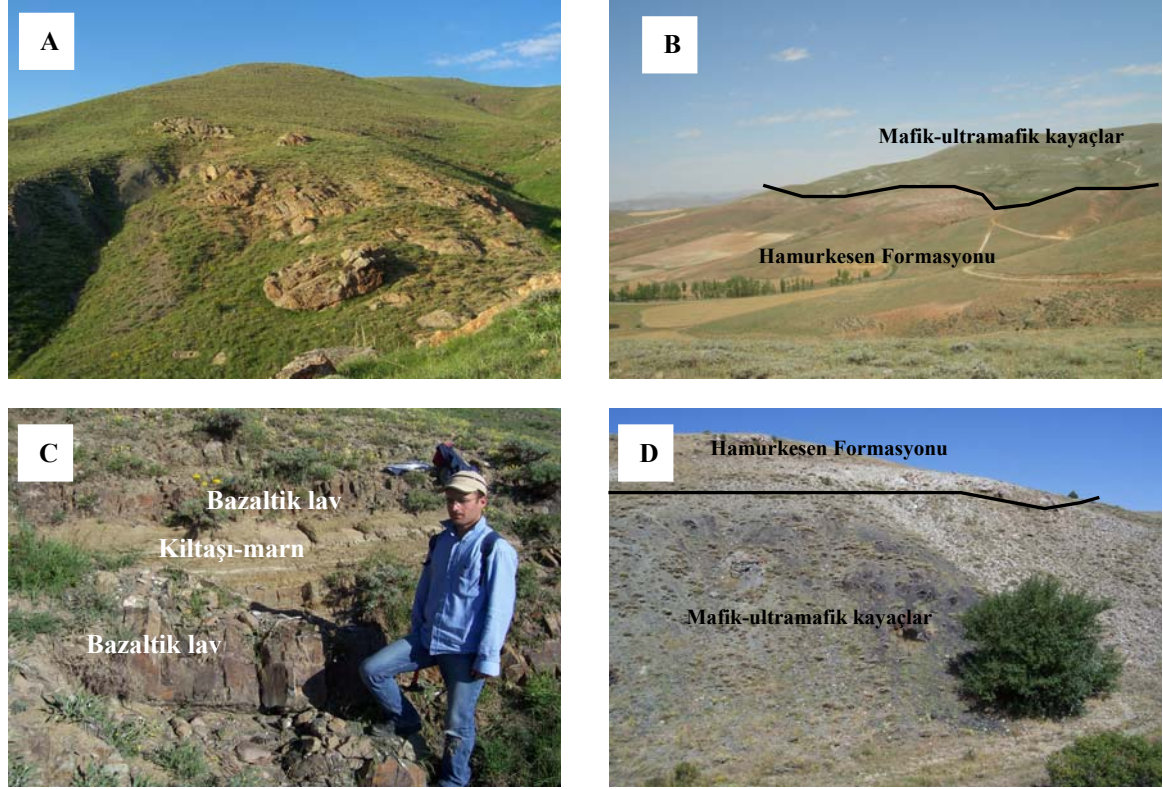 A
B
Mafik-ultramafik kayaçlar
Hamurkesen Formasyonu
C
Bazaltik lav
Kiltaşı-marn
Bazaltik lav
D
Hamurkesen Formasyonu
Mafik-ultramafik kayaçlar